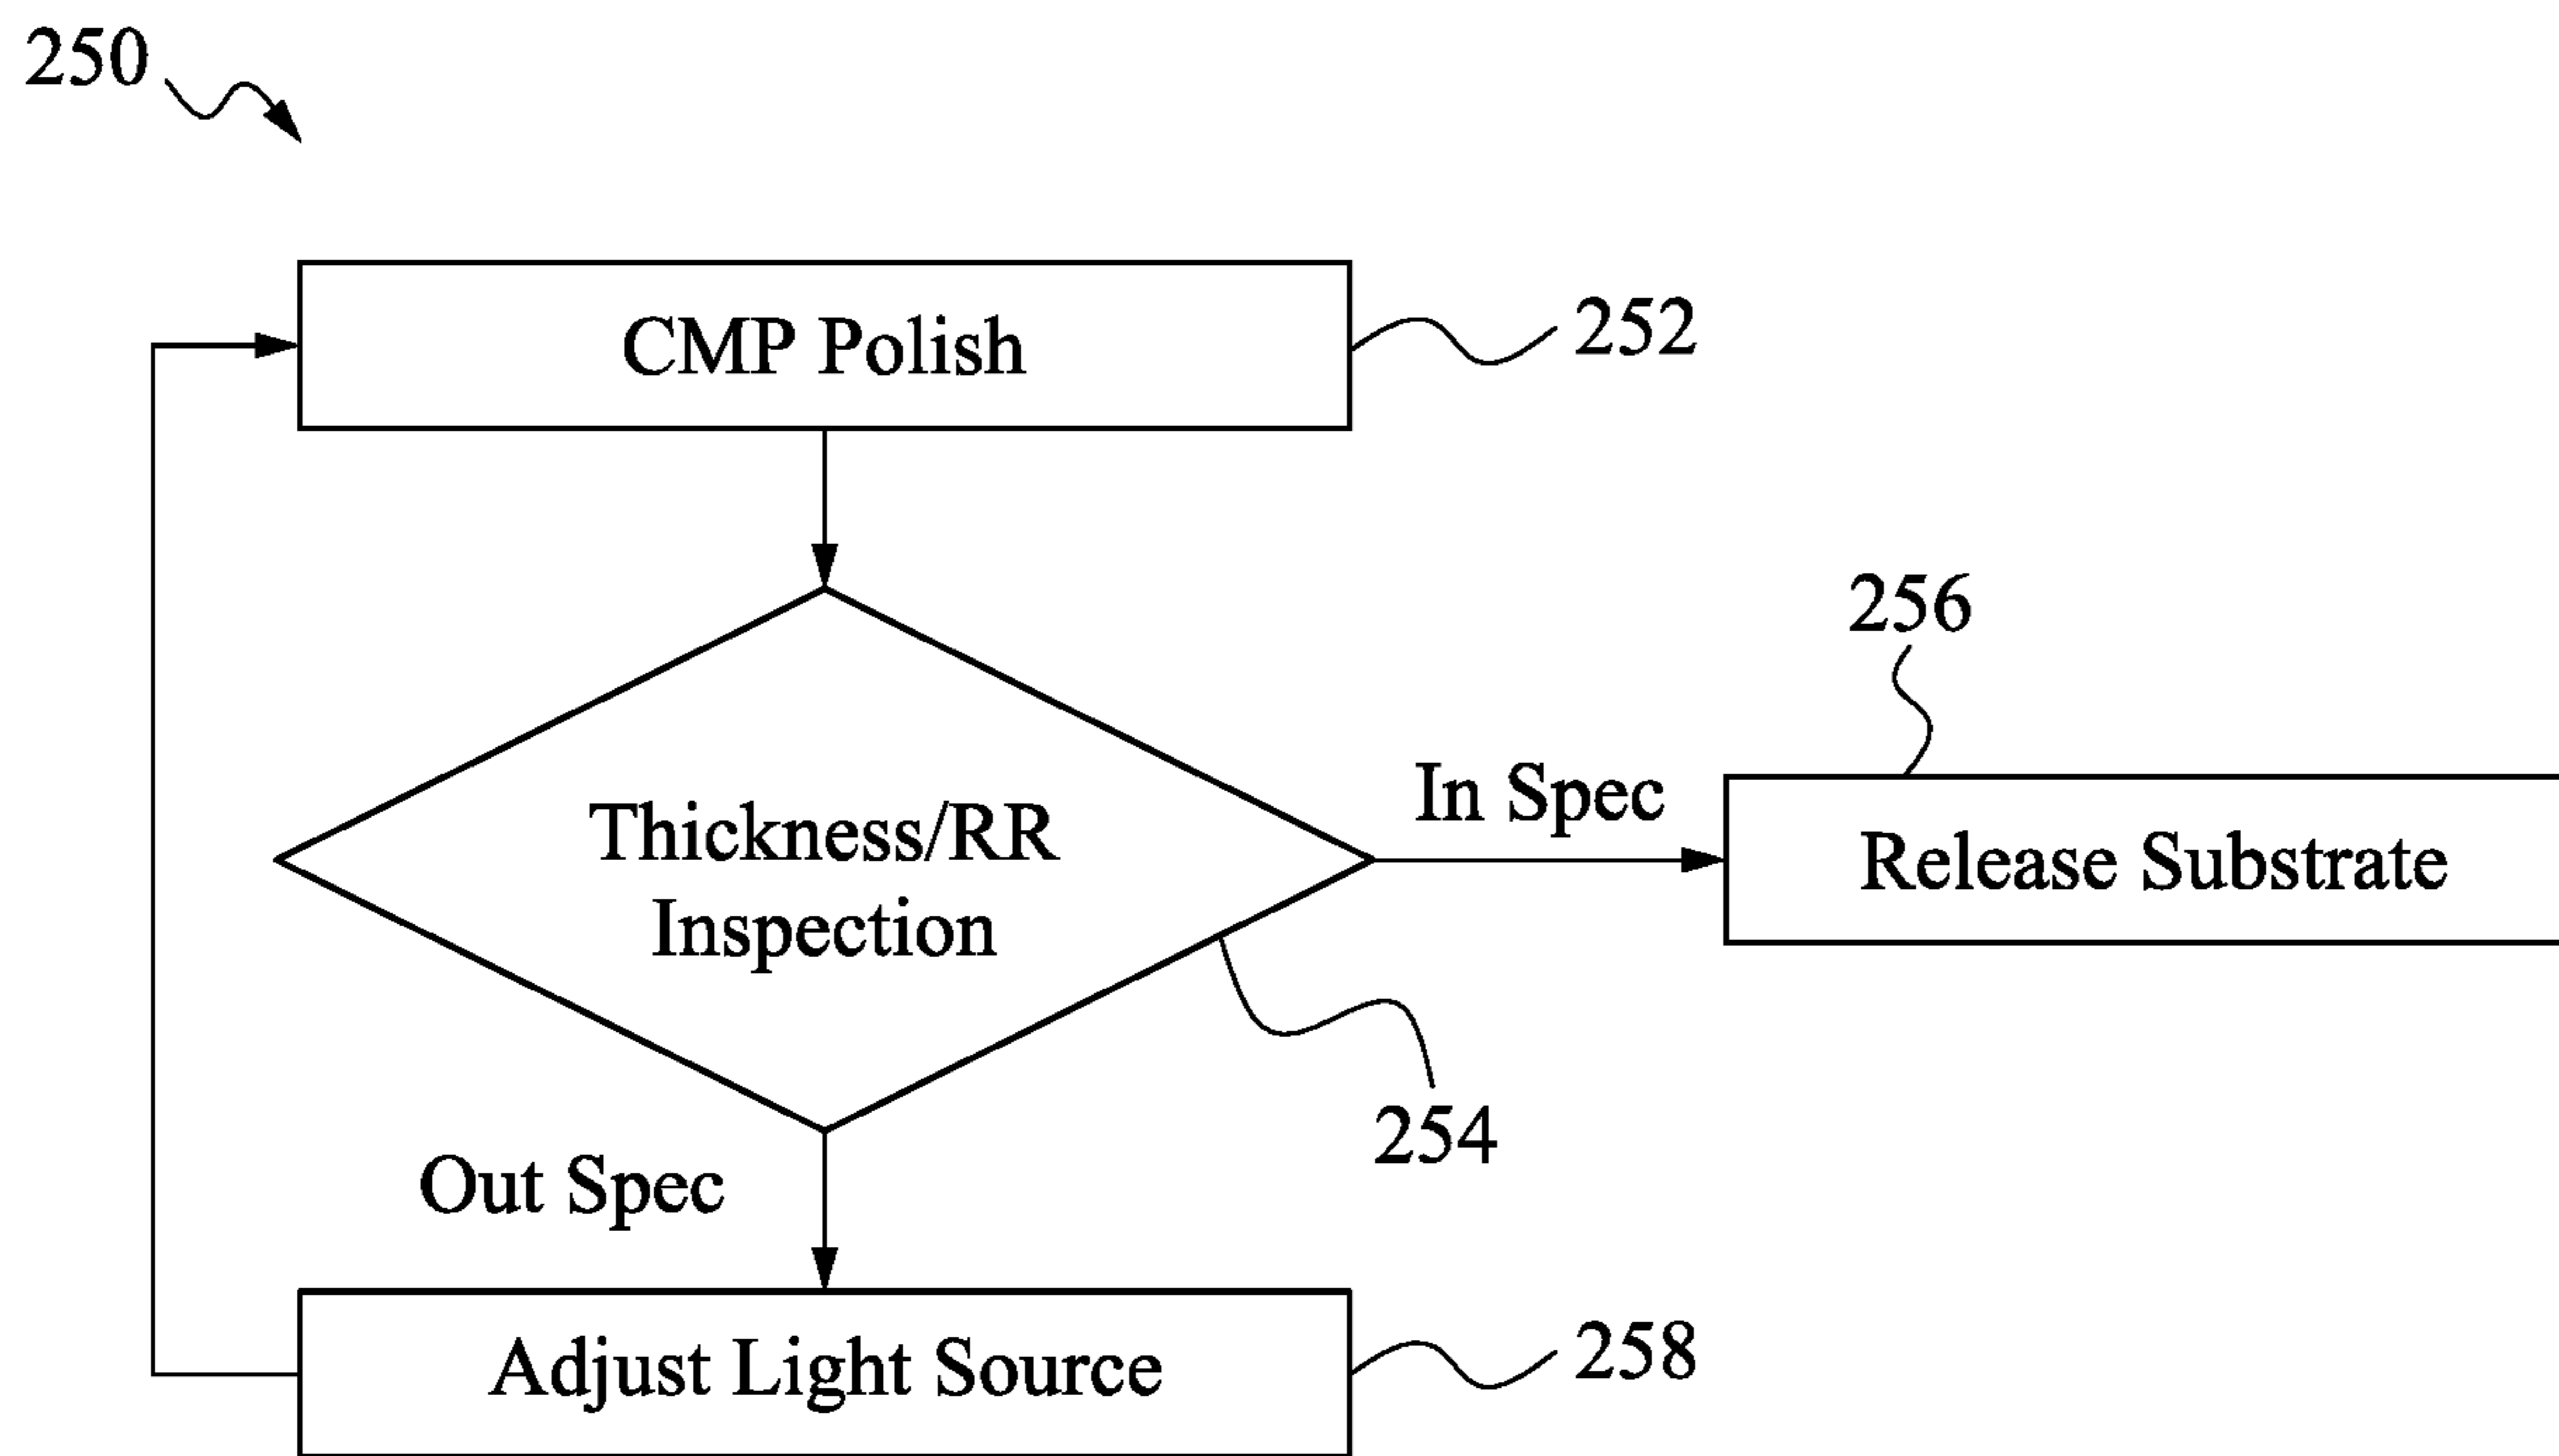 250
CMP Polish
252
256
In Spec
Thickness/RR
Inspection
Release Substrate
254
Out Spec
Adjust Light Source
258